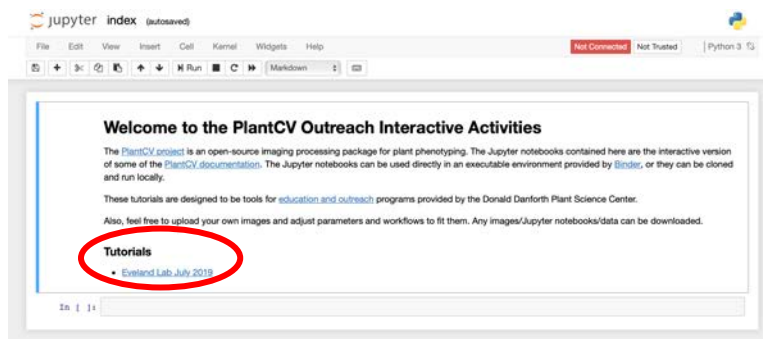 jupyter index (autosaved)
File Edit View Insert Cell Kernel Widgets Help Not Connected Not Trusted Python 3
Run Markdown
Welcome to the PlantCV Outreach Interactive Activities
The PlantCV project is an open-source imaging processing package for plant phenotyping. The Jupyter notebooks contained here are the interactive version
of some of the PlantCV documentation. The Jupyter notebooks can be used directly in an executable environment provided by Binder, or they can be cloned
and run locally.
These tutorials are designed to be tools for education and outreach programs provided by the Donald Danforth Plant Science Center.
Also, feel free to upload your own images and adjust parameters and workflows to fit them. Any images/Jupyter notebooks/data can be downloaded.
Tutorials
• Eveland Lab July 2019
In [ ]: